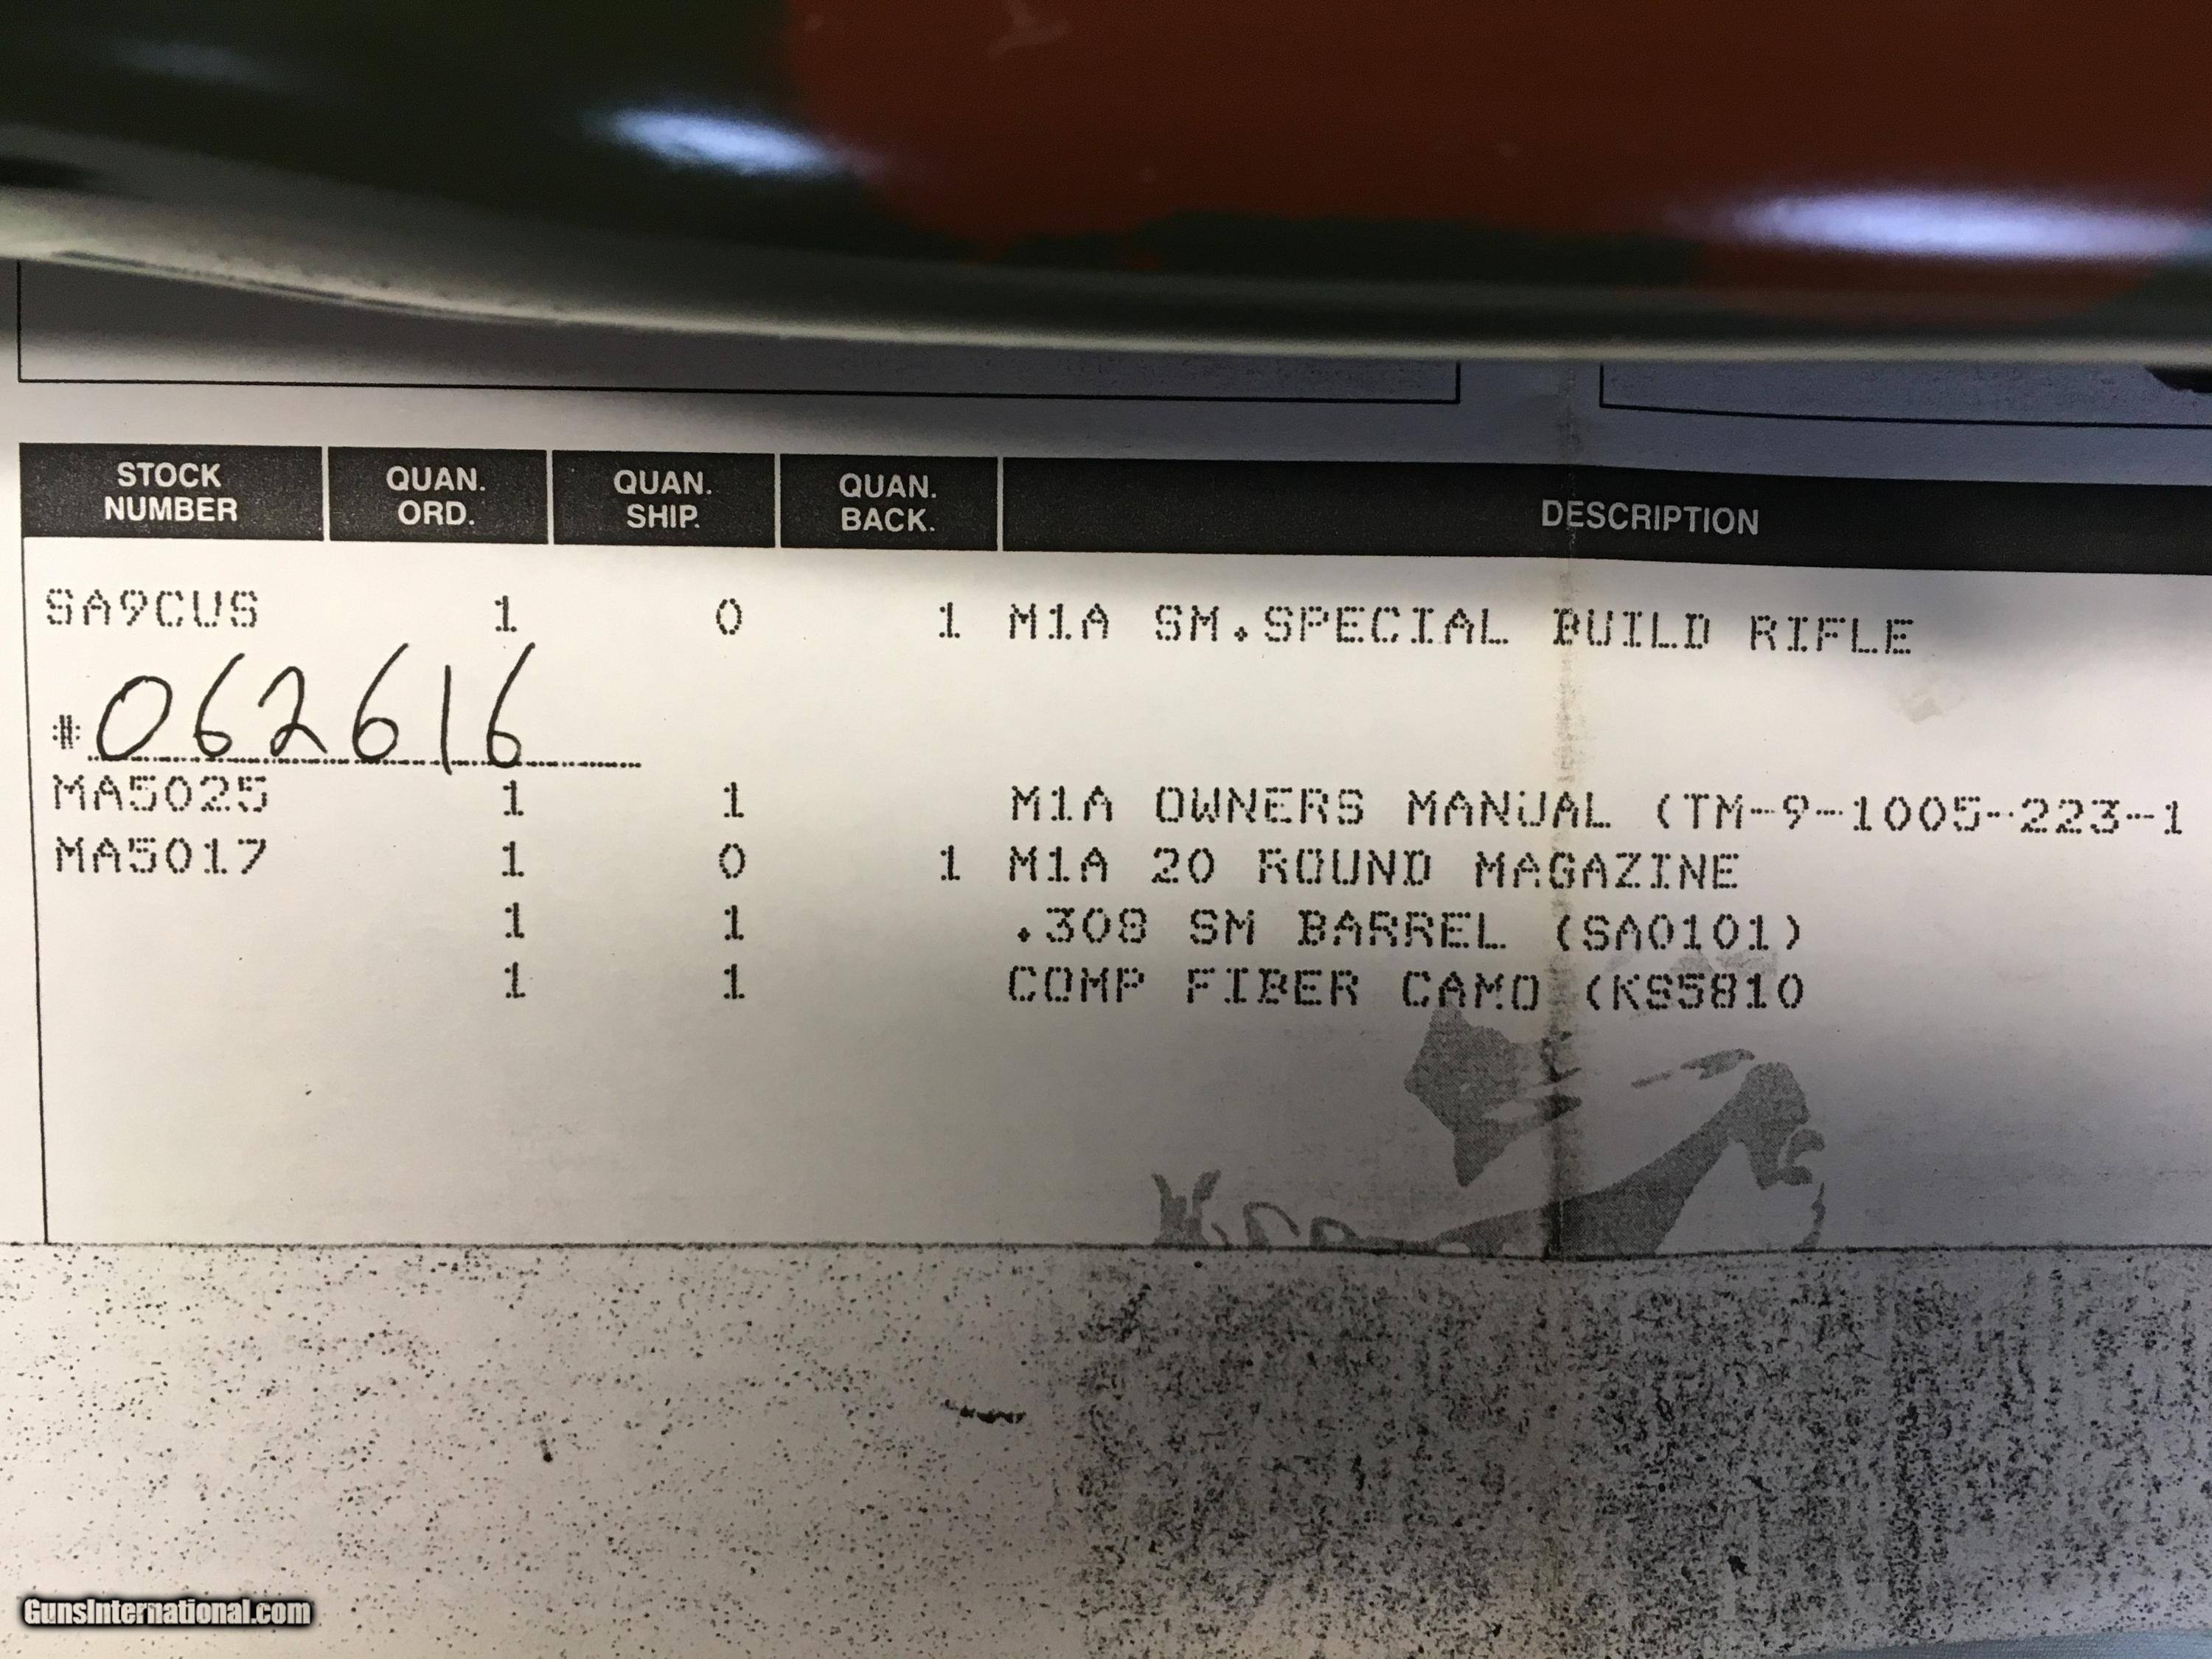 STOCK NUMBER QUAN. ORD. QUAN. SHIP. QUAN. BACK. DESCRIPTION
SA9CUS 1 0 1 M1A SM.SPECIAL BUILD RIFLE
#062616
MA5025 1 1 M1A OWNERS MANUAL (TM-9-1005-223-1
MA5017 1 0 1 M1A 20 ROUND MAGAZINE
1 1 .308 SM BARREL (SA0101)
1 1 COMP FIBER CAMO (KS5810
GunsInternational.com